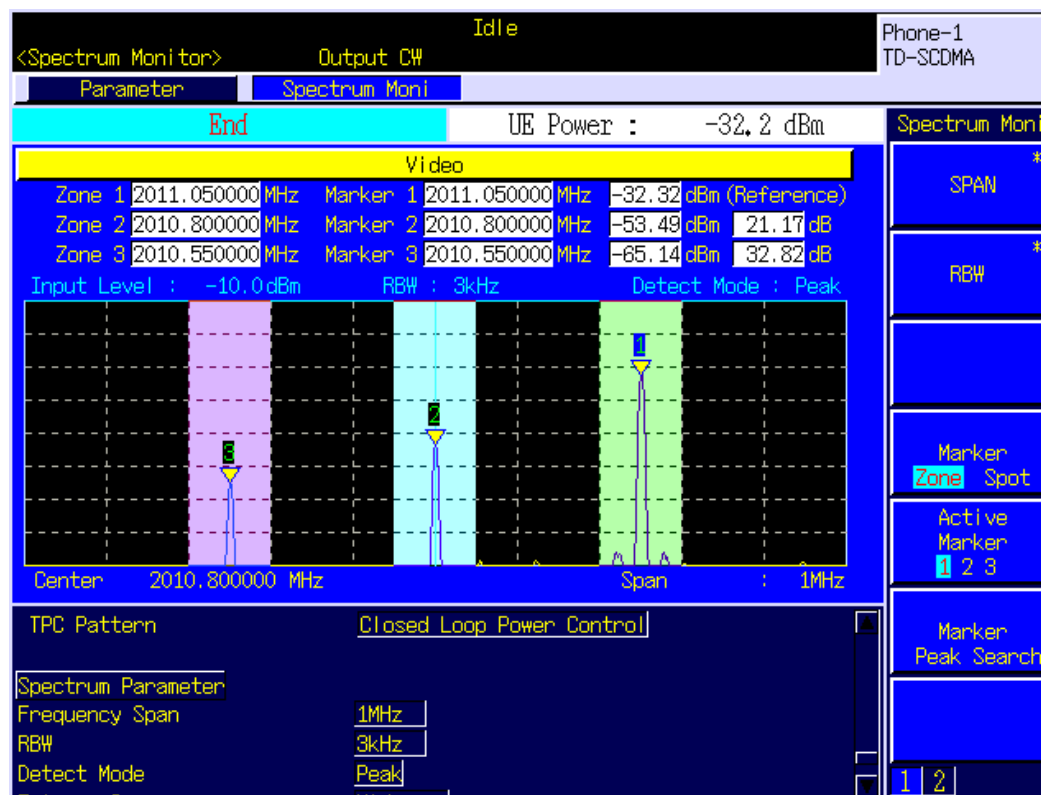 Idle
Phone-1
<Spectrum Monitor> Output CW
TD-SCDMA
Parameter Spectrum Moni
End UE Power : -32.2 dBm
Spectrum Moni
Video
Zone 1 2011.050000 MHz Marker 1 2011.050000 MHz -32.32 dBm (Reference)
Zone 2 2010.800000 MHz Marker 2 2010.800000 MHz -53.49 dBm 21.17 dB
Zone 3 2010.550000 MHz Marker 3 2010.550000 MHz -65.14 dBm 32.82 dB
Input Level : -10.0dBm RBW : 3kHz Detect Mode : Peak
1
2
3
Center 2010.800000 MHz Span : 1MHz
TPC Pattern Closed Loop Power Control
Spectrum Parameter
Frequency Span 1MHz
RBW 3kHz
Detect Mode Peak
*
SPAN
*
RBW
Marker
Zone Spot
Active
Marker
1 2 3
Marker
Peak Search
1 2